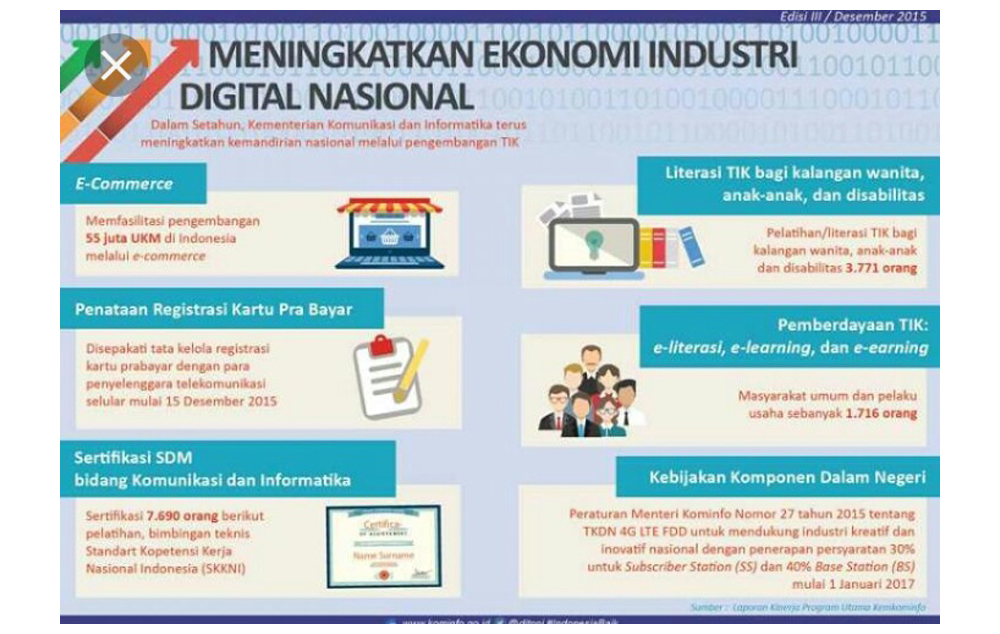 Edisi III / Desember 2015
MENINGKATKAN EKONOMI INDUSTRI
DIGITAL NASIONAL
Dalam Setahun, Kementerian Komunikasi dan Informatika terus
meningkatkan kemandirian nasional melalui pengembangan TIK
E-Commerce
Memfasilitasi pengembangan
55 juta UKM di Indonesia
melalui e-commerce
Penataan Registrasi Kartu Pra Bayar
Disepakati tata kelola registrasi
kartu prabayar dengan para
penyelenggara telekomunikasi
selular mulai 15 Desember 2015
Sertifikasi SDM
bidang Komunikasi dan Informatika
Sertifikasi 7.690 orang berikut
pelatihan, bimbingan teknis
Standart Kopetensi Kerja
Nasional Indonesia (SKKNI)
Certifica-
Name Surname
Literasi TIK bagi kalangan wanita,
anak-anak, dan disabilitas
Pelatihan/literasi TIK bagi
kalangan wanita, anak-anak
dan disabilitas 3.771 orang
Pemberdayaan TIK:
e-literasi, e-learning, dan e-earning
Masyarakat umum dan pelaku
usaha sebanyak 1.716 orang
Kebijakan Komponen Dalam Negeri
Peraturan Menteri Kominfo Nomor 27 tahun 2015 tentang
TKDN 4G LTE FDD untuk mendukung industri kreatif dan
inovatif nasional dengan penerapan persyaratan 30%
untuk Subscriber Station (SS) dan 40% Base Station (BS)
mulai 1 Januari 2017
Sumber : Laporan Kinerja Program Utama Kemkominfo
www.kominfo.go.id @ditpni #IndonesiaBaik